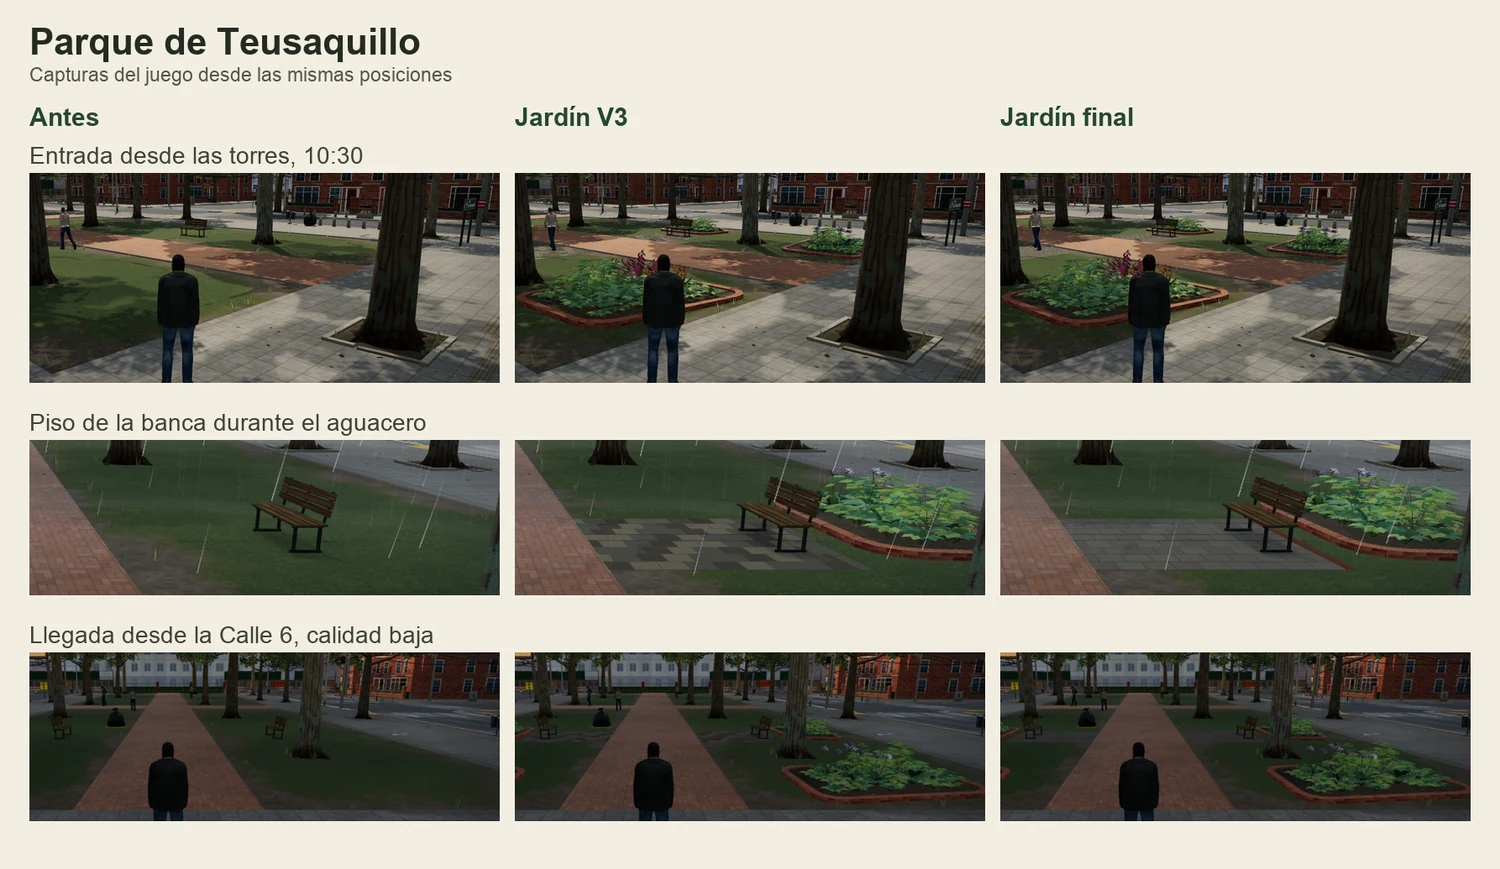 Parque de Teusaquillo
Capturas del juego desde las mismas posiciones
Antes
Jardín V3
Jardín final
Entrada desde las torres, 10:30
Piso de la banca durante el aguacero
Llegada desde la Calle 6, calidad baja